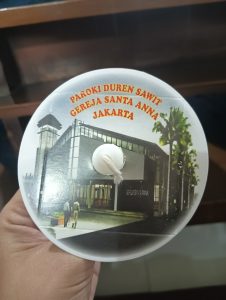 PAROKI DUREN SAWIT
GEREJA SANTA ANNA
JAKARTA